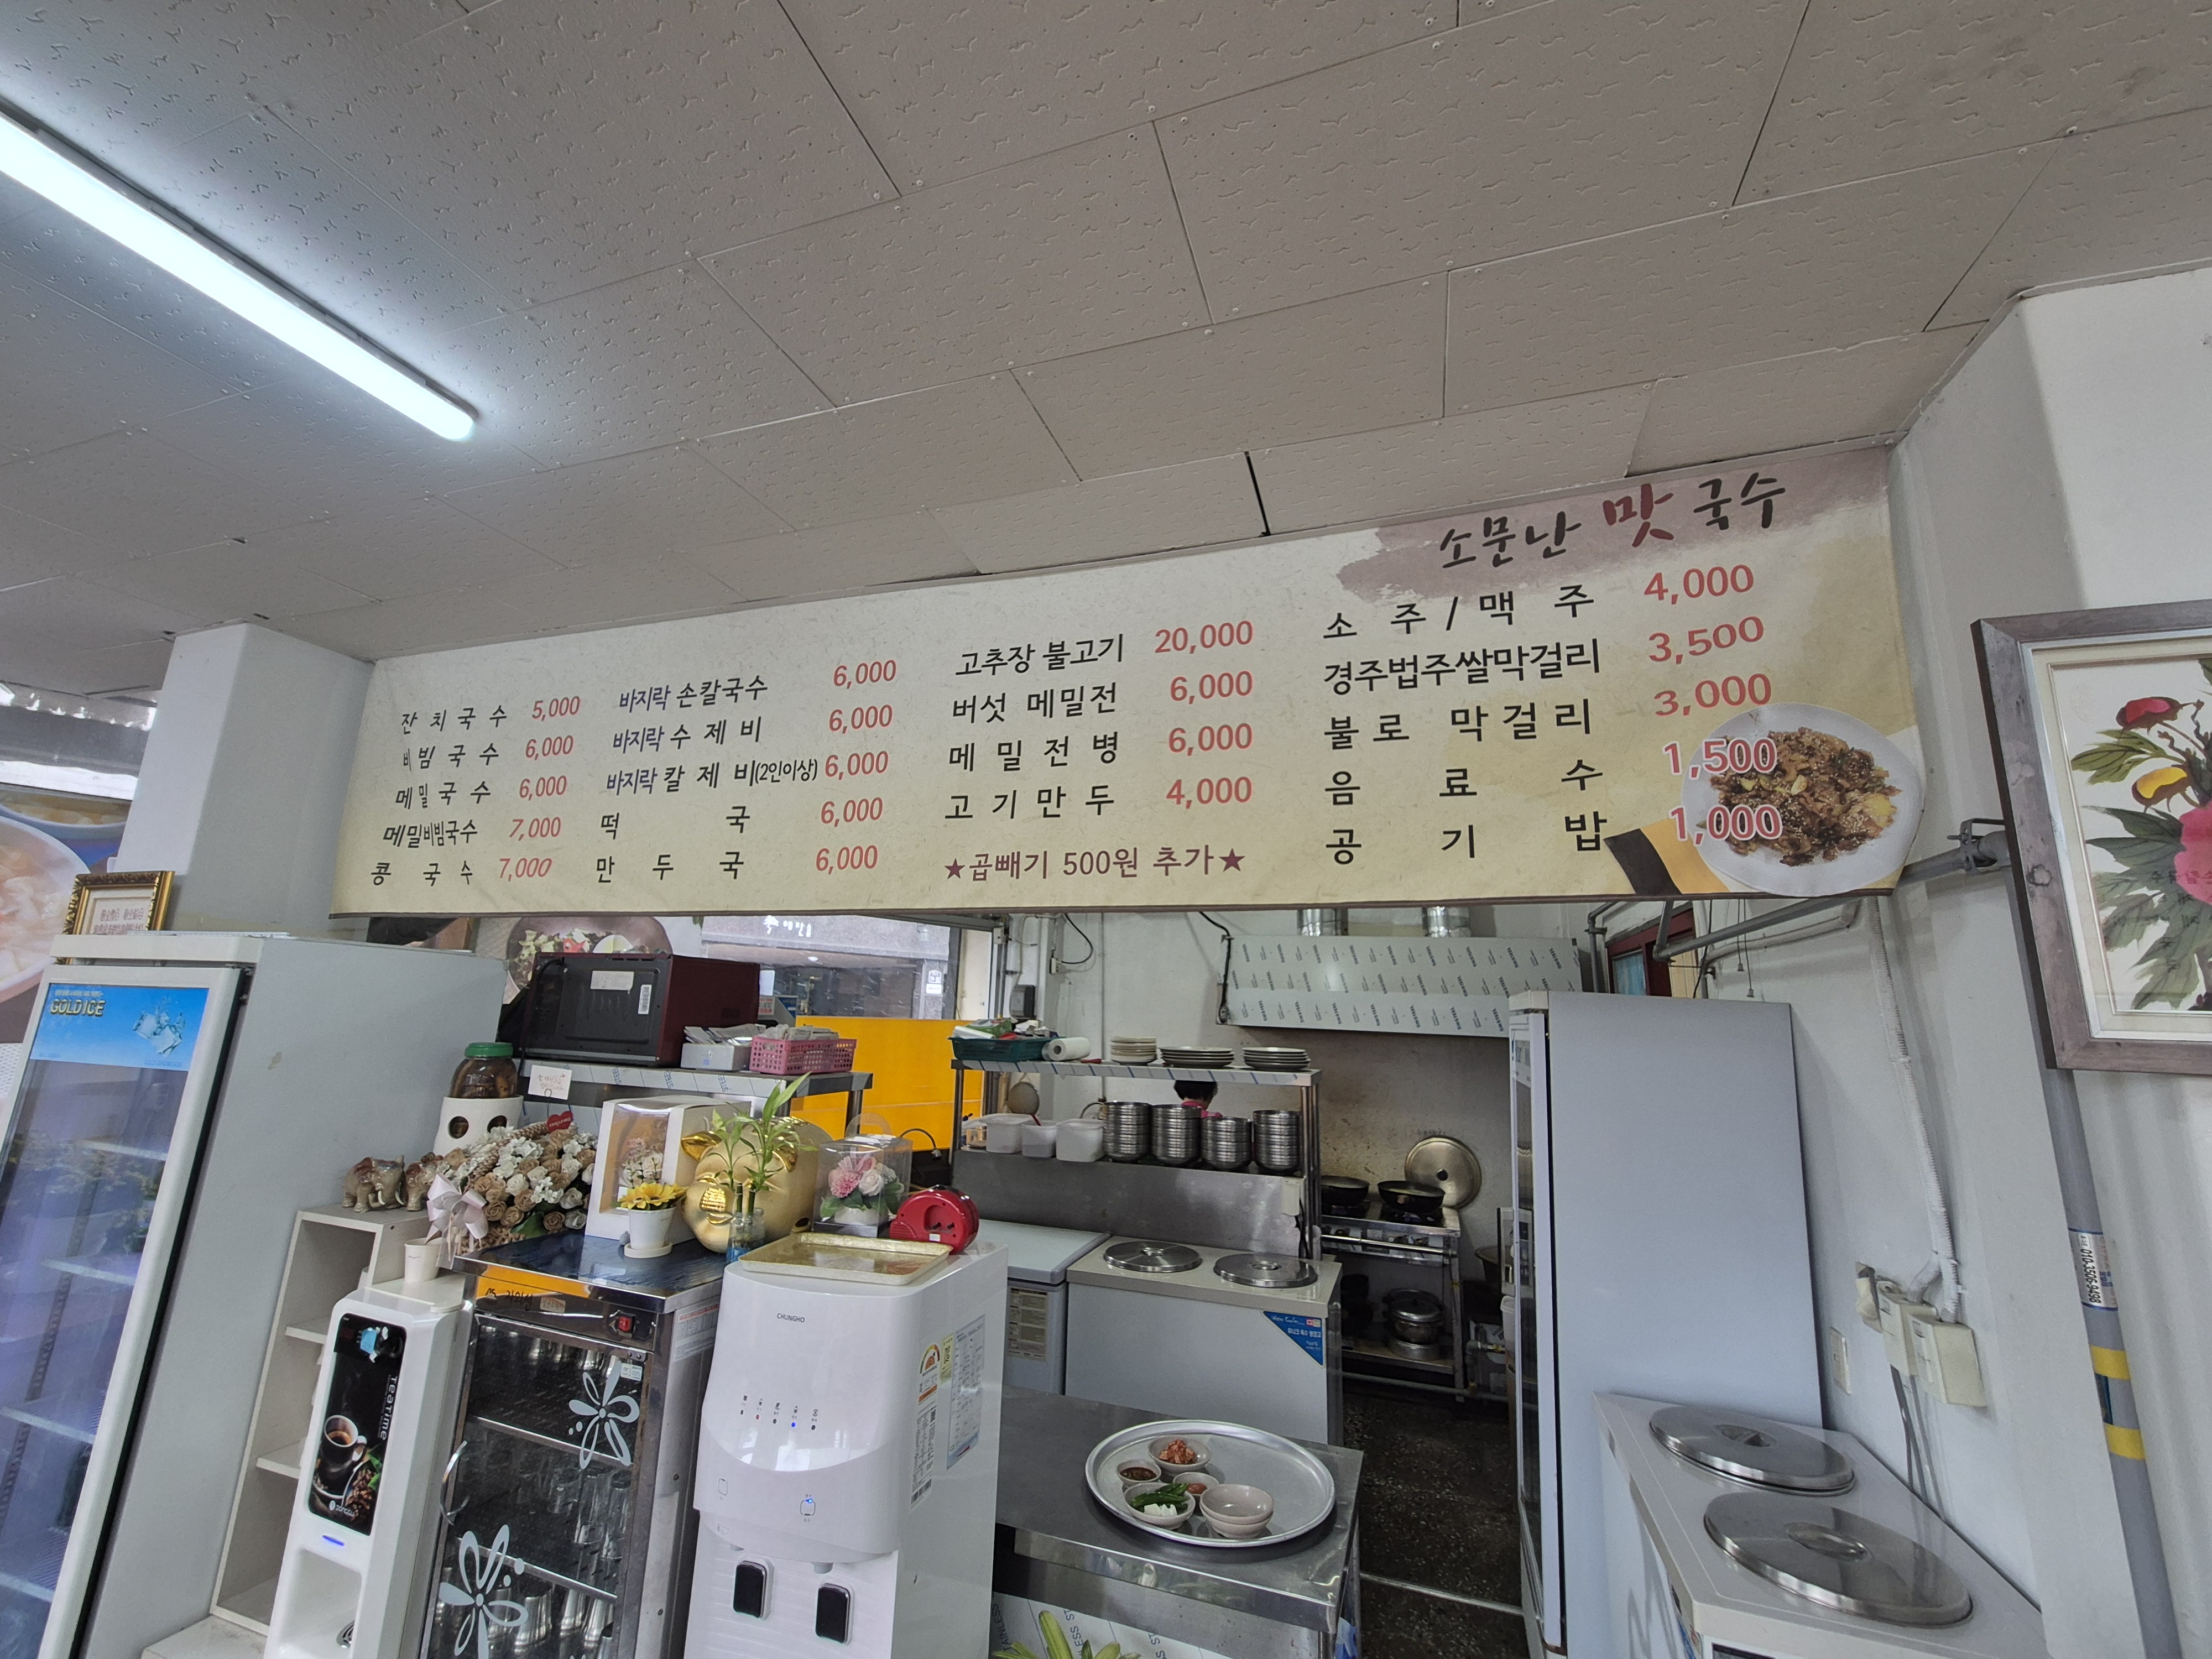 소문난 맛국수
잔치국수 5,000
비빔국수 6,000
메밀국수 6,000
메밀비빔국수 7,000
콩국수 7,000
바지락 손칼국수 6,000
바지락 수제비 6,000
바지락 칼제비(2인이상) 6,000
떡국 6,000
만두국 6,000
고추장 불고기 20,000
버섯 메밀전 6,000
메밀전병 6,000
고기만두 4,000
★곱빼기 500원 추가★
소주/맥주 4,000
경주법주쌀막걸리 3,500
불로 막걸리 3,000
음료수 1,500
공기밥 1,000
GOLDICE
TEATIME
CHUNGHO
010-3506-9498